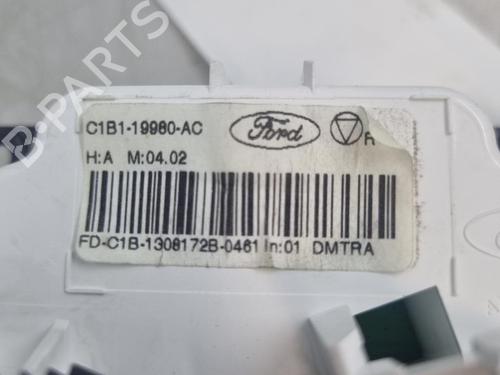 C1B1-19980-AC Ford R
H:A M:04.02
FD-C1B-1308172B-0461 In:01 DMTRA
B-PARTS